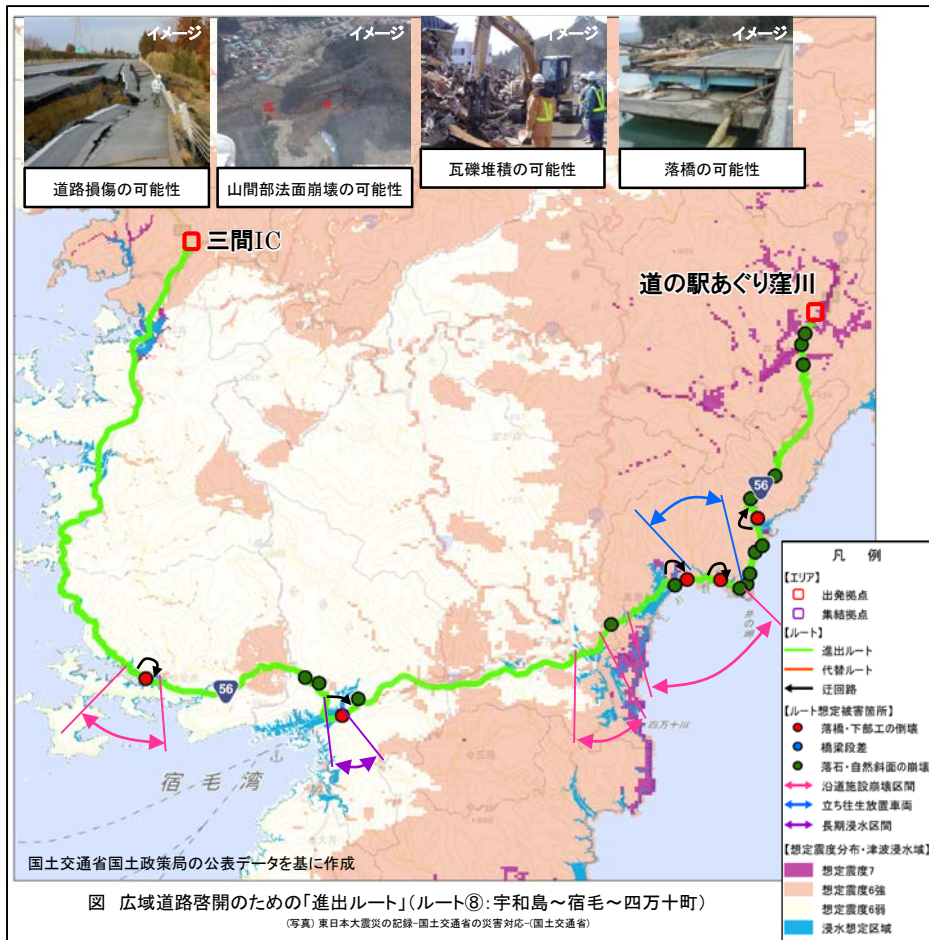 イメージ
イメージ
イメージ
イメージ
道路損傷の可能性
山間部法面崩壊の可能性
瓦礫堆積の可能性
落橋の可能性
三間IC
道の駅あぐり窪川
56
56
井の岬
四万十川
宿毛湾
凡 例
【エリア】
出発拠点
集結拠点
【ルート】
進出ルート
代替ルート
迂回路
【ルート想定被害箇所】
落橋・下部工の倒壊
橋梁段差
落石・自然斜面の崩壊
沿道施設崩壊区間
立ち往生放置車両
長期浸水区間
【想定震度分布・津波浸水域】
想定震度7
想定震度6強
想定震度6弱
浸水想定区域
国土交通省国土政策局の公表データを基に作成
図 広域道路啓開のための「進出ルート」(ルート⑧:宇和島～宿毛～四万十町)
(写真) 東日本大震災の記録-国土交通省の災害対応-(国土交通省)